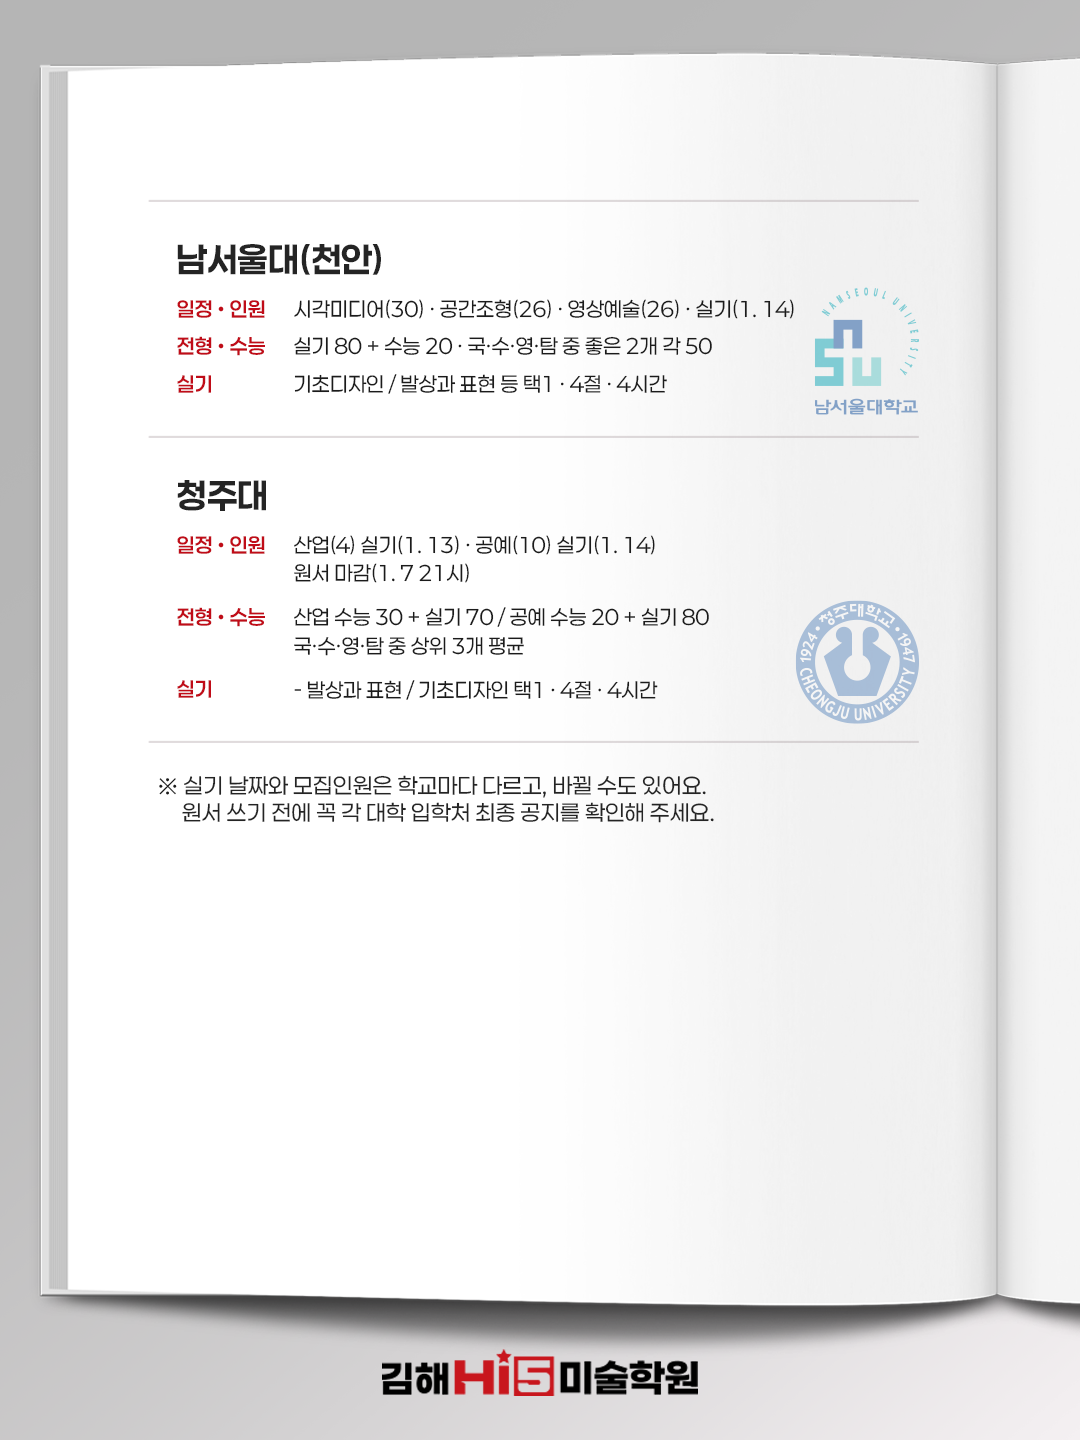 남서울대(천안)
일정 • 인원 시각미디어(30) · 공간조형(26) · 영상예술(26) · 실기(1. 14)
전형 • 수능 실기 80 + 수능 20 · 국·수·영·탐 중 좋은 2개 각 50
실기 기초디자인 / 발상과 표현 등 택1 · 4절 · 4시간
NAMSEOUL UNIVERSITY
nsu
남서울대학교
청주대
일정 • 인원 산업(4) 실기(1. 13) · 공예(10) 실기(1. 14)
원서 마감(1. 7 21시)
전형 • 수능 산업 수능 30 + 실기 70 / 공예 수능 20 + 실기 80
국·수·영·탐 중 상위 3개 평균
실기 - 발상과 표현 / 기초디자인 택1 · 4절 · 4시간
1924 • 청주대학교 • 1947
CHEONGJU UNIVERSITY
※ 실기 날짜와 모집인원은 학교마다 다르고, 바뀔 수도 있어요.
원서 쓰기 전에 꼭 각 대학 입학처 최종 공지를 확인해 주세요.
김해Hi5미술학원